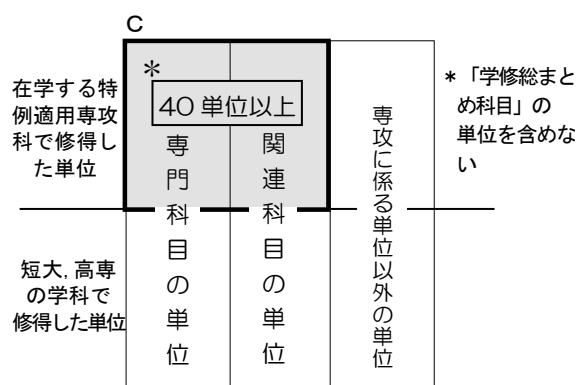 C
在学する特
例適用専攻
科で修得し
た単位
*
40 単位以上
専門科目の単位
関連科目の単位
専攻に係る単位以外の単位
*「学修総まと
め科目」の
単位を含めな
い
短大, 高専
の学科で
修得した単位